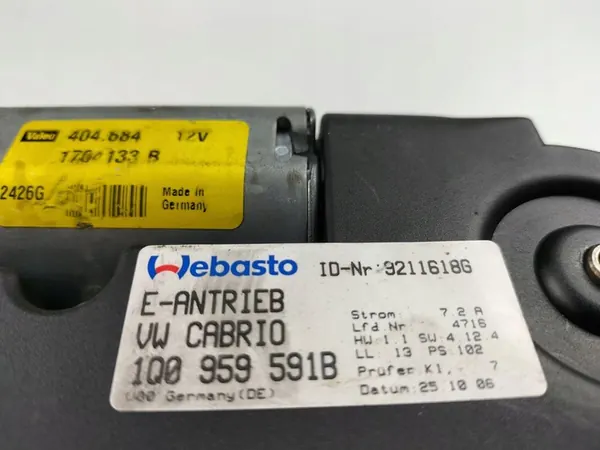 Valeo 404.684 12V
1704133 B
2426G
Made in
Germany
Webasto ID-Nr:9211618G
E-ANTRIEB
VW CABRIO
1Q0 959 591B
Germany(DE)
Strom: 7.2 A
Lfd.Nr 4716
HW:1.1 SW:4 12.4
LL: 13 PS:102
Prüfer Kl, 7
Datum:25.10 06